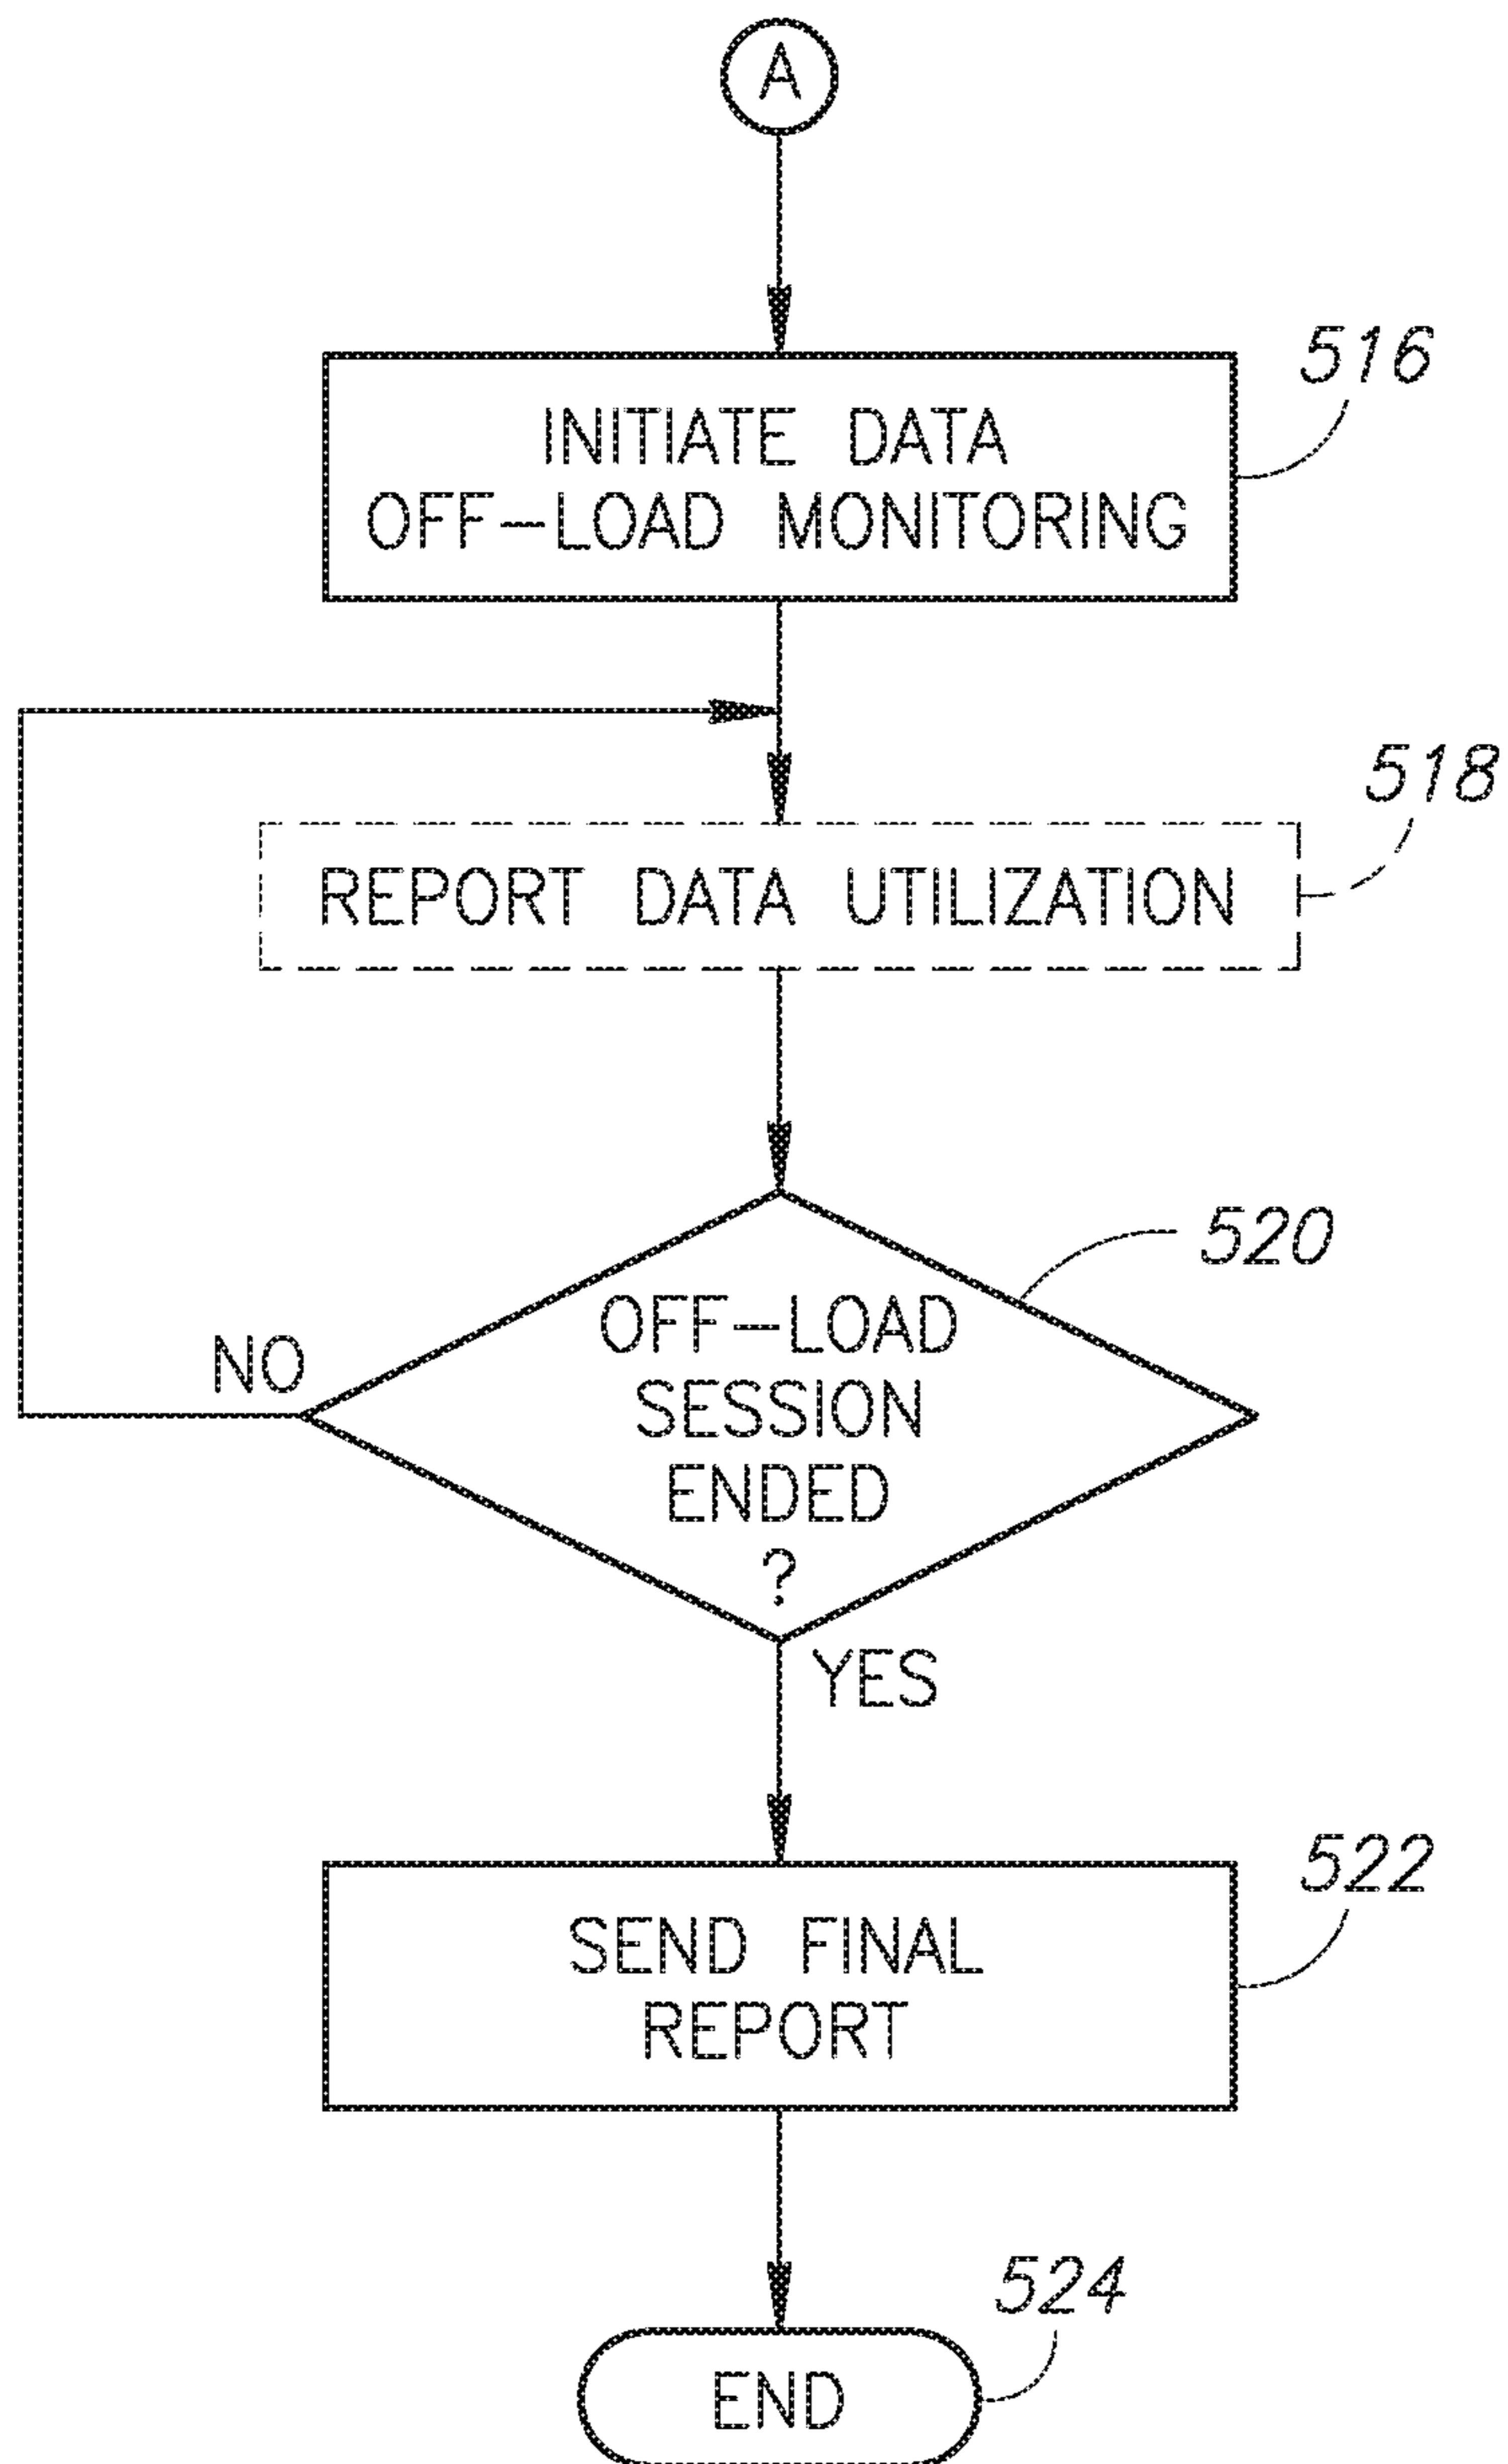 A
516
INITIATE DATA
OFF-LOAD MONITORING
518
REPORT DATA UTILIZATION
520
OFF-LOAD
SESSION
ENDED
?
NO
YES
522
SEND FINAL
REPORT
524
END